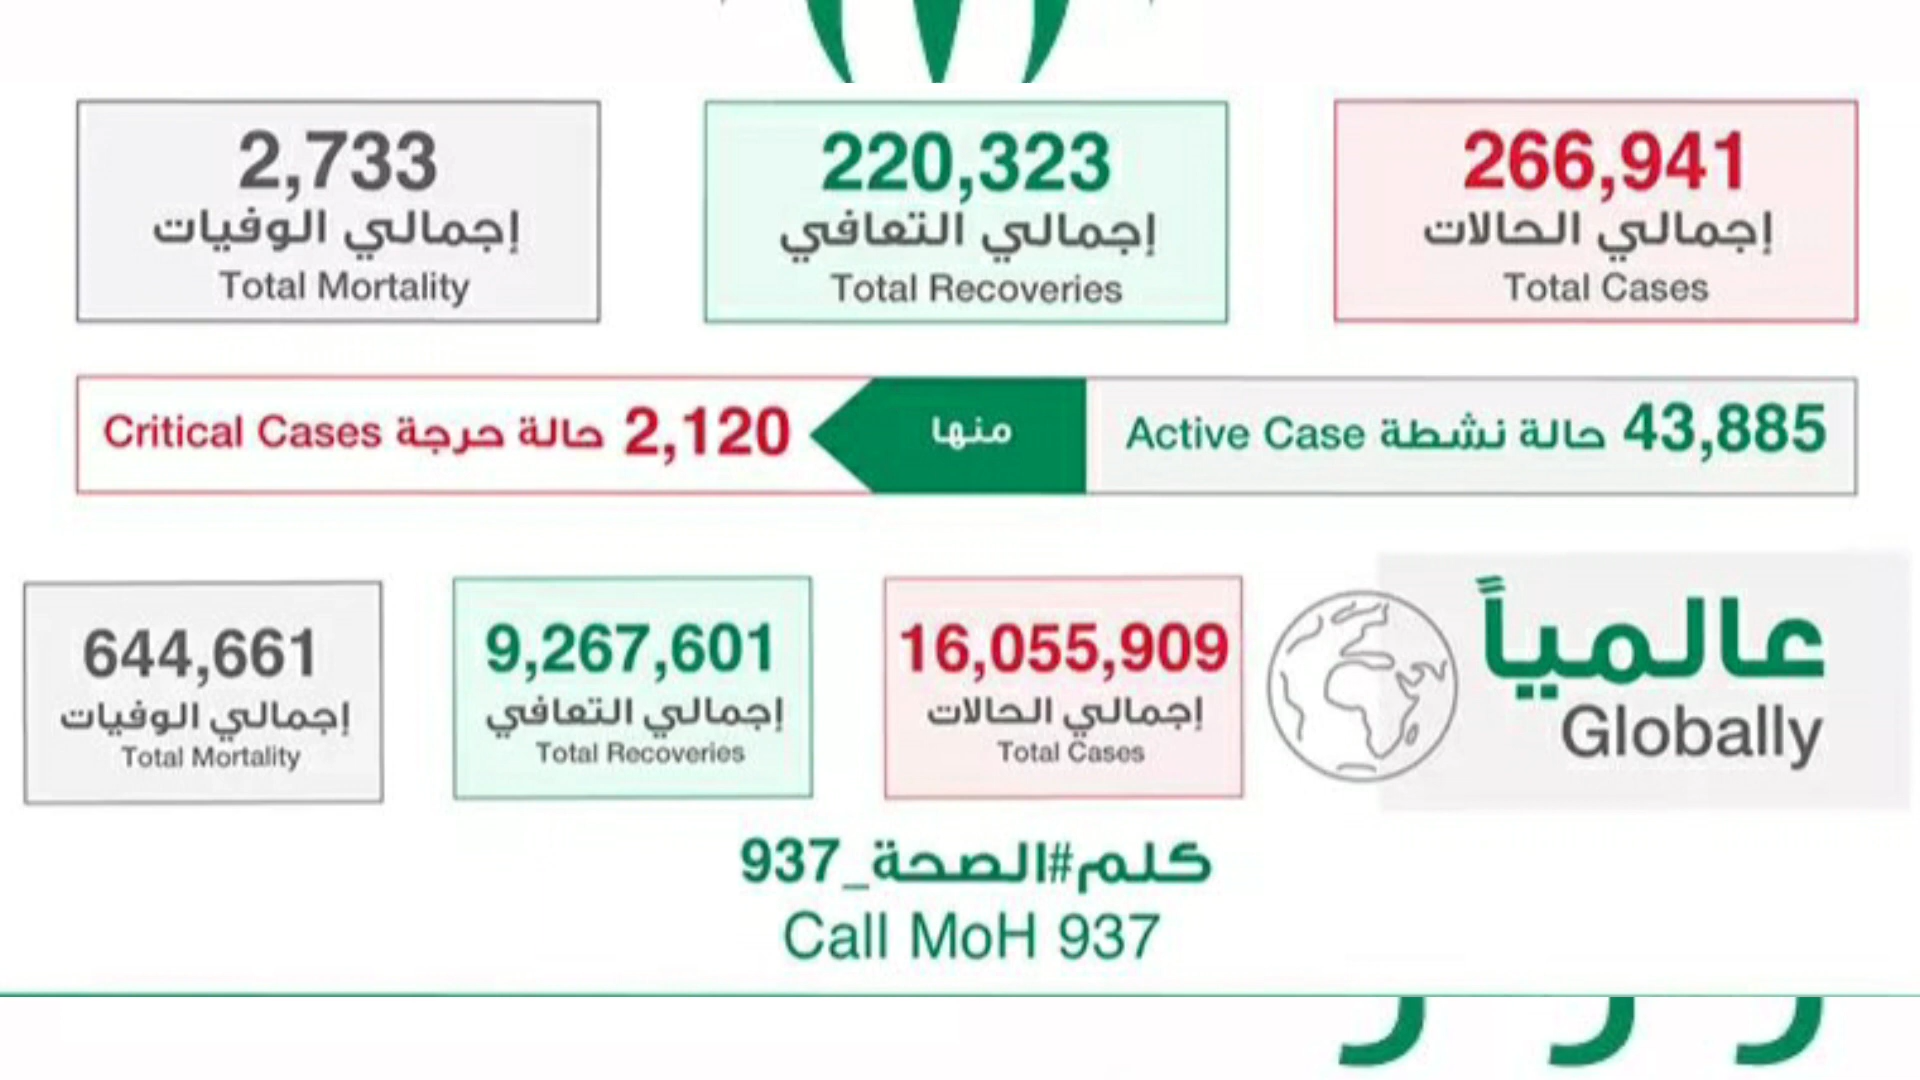 266,941
إجمالي الحالات
Total Cases
220,323
إجمالي التعافي
Total Recoveries
2,733
إجمالي الوفيات
Total Mortality
43,885 حالة نشطة Active Case
منها
2,120 حالة حرجة Critical Cases
عالمياً
Globally
16,055,909
إجمالي الحالات
Total Cases
9,267,601
إجمالي التعافي
Total Recoveries
644,661
إجمالي الوفيات
Total Mortality
كلم#الصحة_937
Call MoH 937